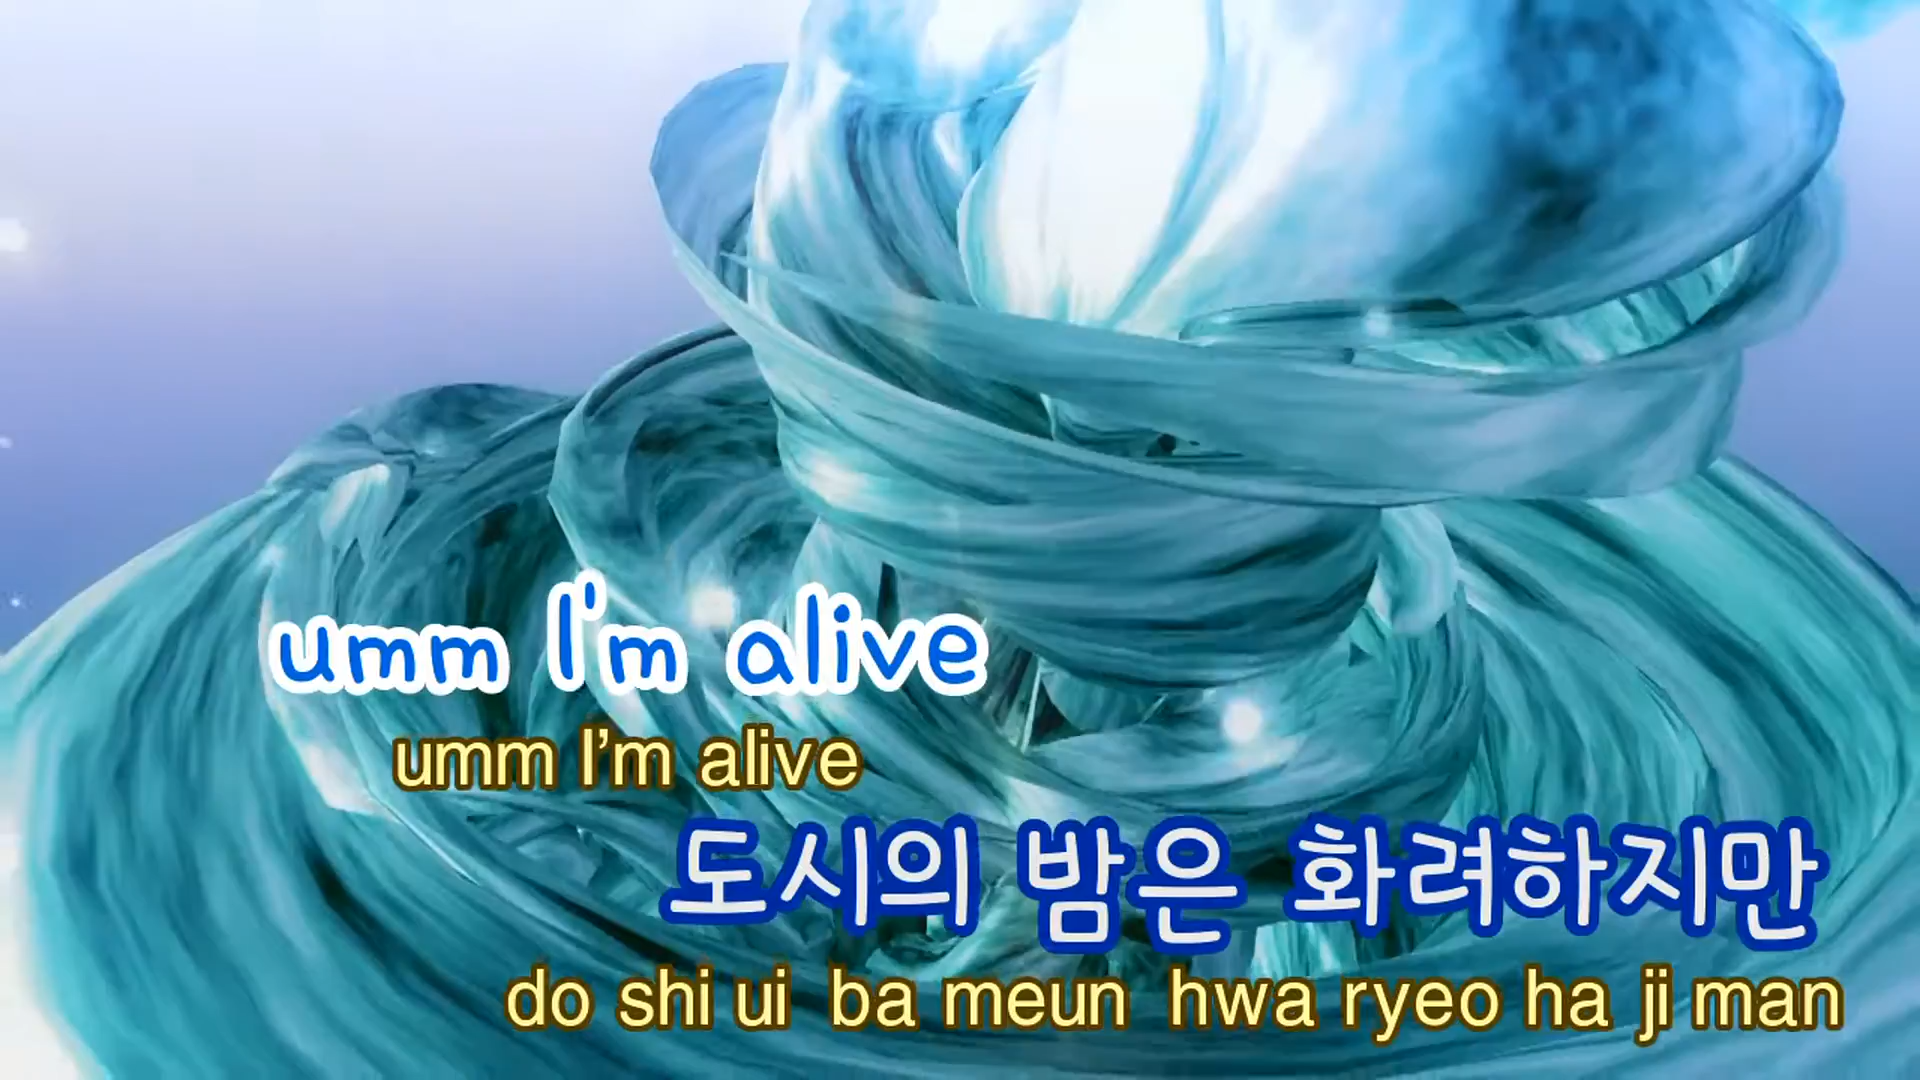 umm I'm alive
umm I’m alive
도시의 밤은 화려하지만
do shi ui ba meun hwa ryeo ha ji man